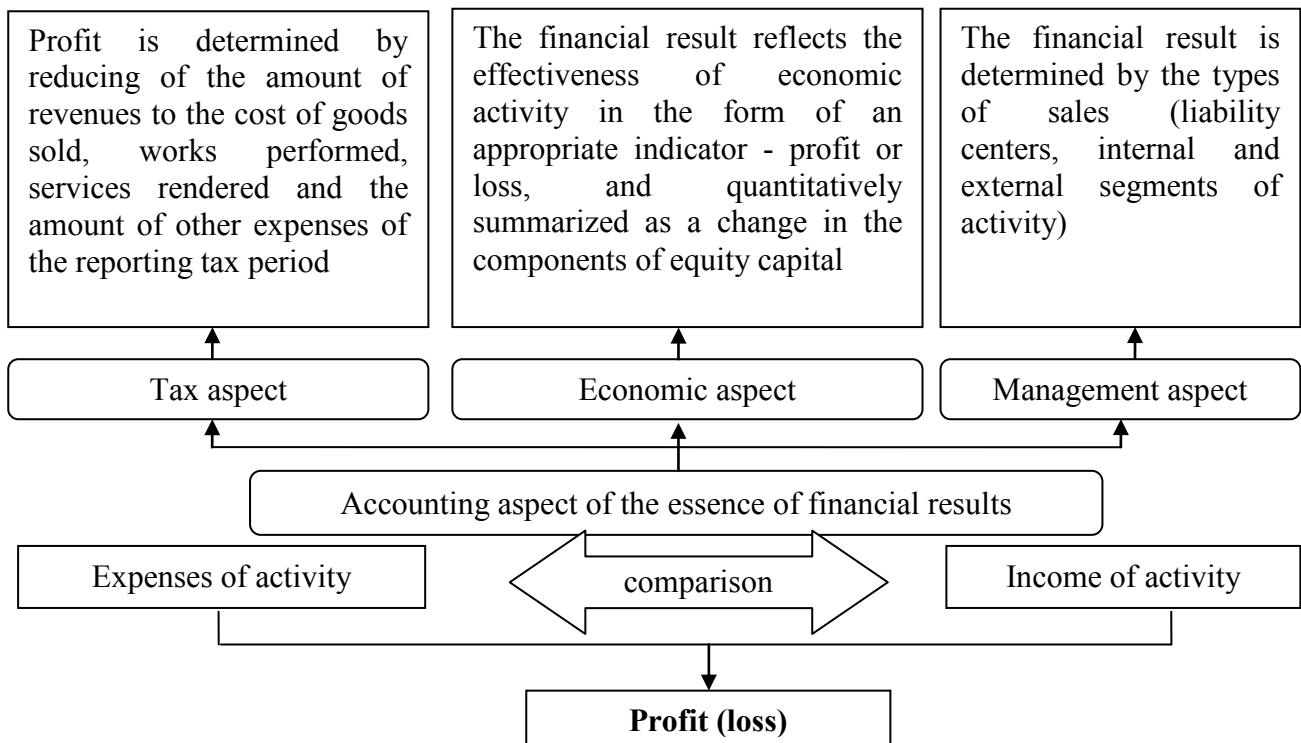 Profit is determined by
reducing of the amount of
revenues to the cost of goods
sold, works performed,
services rendered and the
amount of other expenses of
the reporting tax period
The financial result reflects the
effectiveness of economic
activity in the form of an
appropriate indicator - profit or
loss, and quantitatively
summarized as a change in the
components of equity capital
The financial result is
determined by the types
of sales (liability
centers, internal and
external segments of
activity)
Tax aspect
Economic aspect
Management aspect
Accounting aspect of the essence of financial results
Expenses of activity
comparison
Income of activity
Profit (loss)